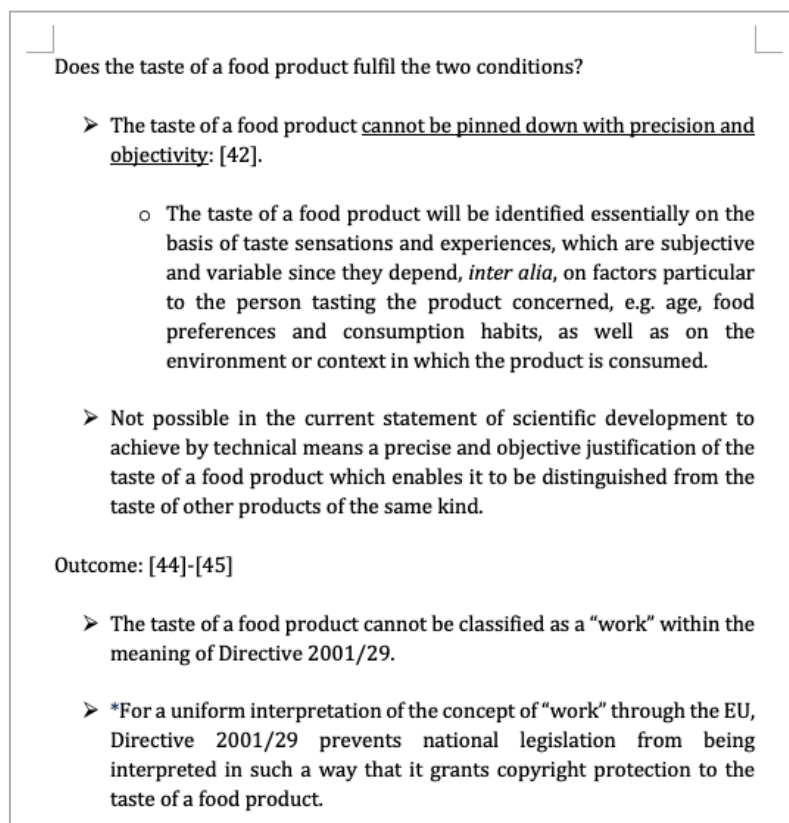 Does the taste of a food product fulfil the two conditions?
➢ The taste of a food product cannot be pinned down with precision and
objectivity: [42].
o The taste of a food product will be identified essentially on the
basis of taste sensations and experiences, which are subjective
and variable since they depend, inter alia, on factors particular
to the person tasting the product concerned, e.g. age, food
preferences and consumption habits, as well as on the
environment or context in which the product is consumed.
➢ Not possible in the current statement of scientific development to
achieve by technical means a precise and objective justification of the
taste of a food product which enables it to be distinguished from the
taste of other products of the same kind.
Outcome: [44]-[45]
➢ The taste of a food product cannot be classified as a “work” within the
meaning of Directive 2001/29.
➢ *For a uniform interpretation of the concept of “work” through the EU,
Directive 2001/29 prevents national legislation from being
interpreted in such a way that it grants copyright protection to the
taste of a food product.